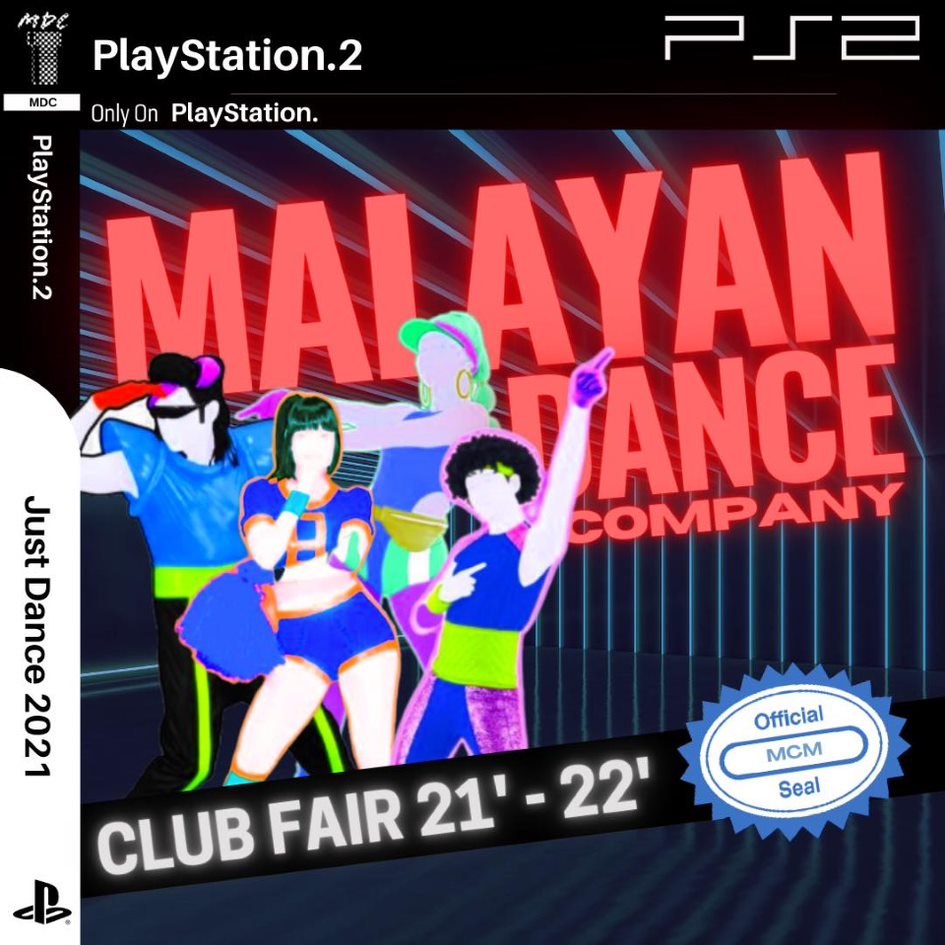 MDC
MDC
PlayStation.2
Just Dance 2021
PlayStation.2
PS2
Only On PlayStation.
MALAYAN
DANCE
COMPANY
CLUB FAIR 21' - 22'
Official
MCM
Seal